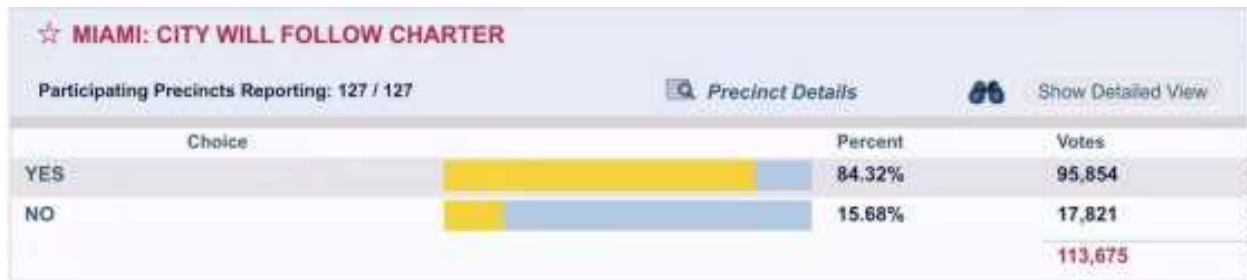 ☆ MIAMI: CITY WILL FOLLOW CHARTER
Participating Precincts Reporting: 127 / 127 Precinct Details Show Detailed View
Choice Percent Votes
YES 84.32% 95,854
NO 15.68% 17,821
113,675